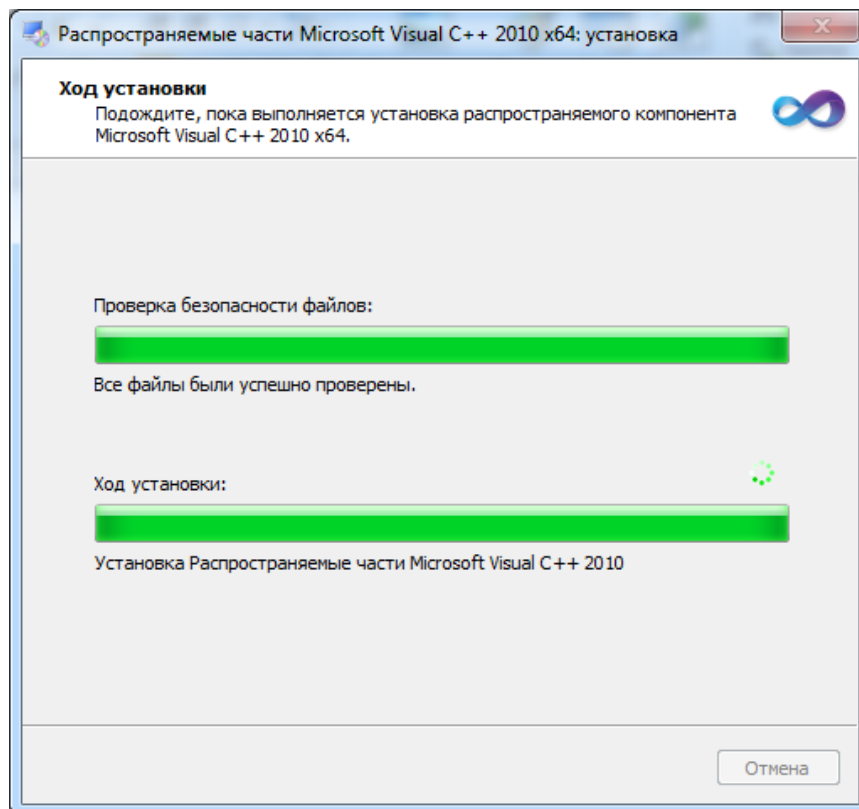 Распространяемые части Microsoft Visual C++ 2010 x64: установка
Ход установки
Подождите, пока выполняется установка распространяемого компонента
Microsoft Visual C++ 2010 x64.
Проверка безопасности файлов:
Все файлы были успешно проверены.
Ход установки:
Установка Распространяемые части Microsoft Visual C++ 2010
Отмена